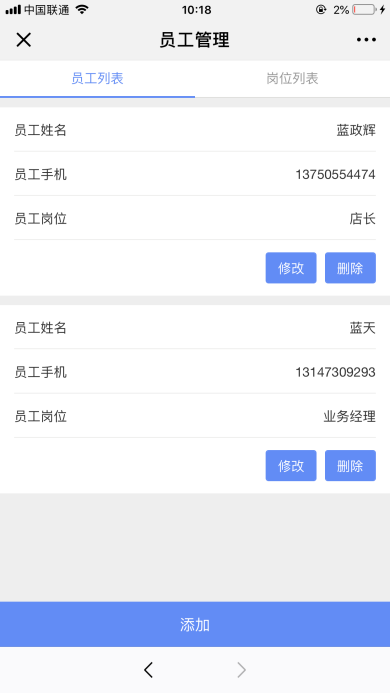 中国联通 10:18 2%
员工管理
员工列表 岗位列表
员工姓名 蓝政辉
员工手机 13750554474
员工岗位 店长
修改 删除
员工姓名 蓝天
员工手机 13147309293
员工岗位 业务经理
修改 删除
添加